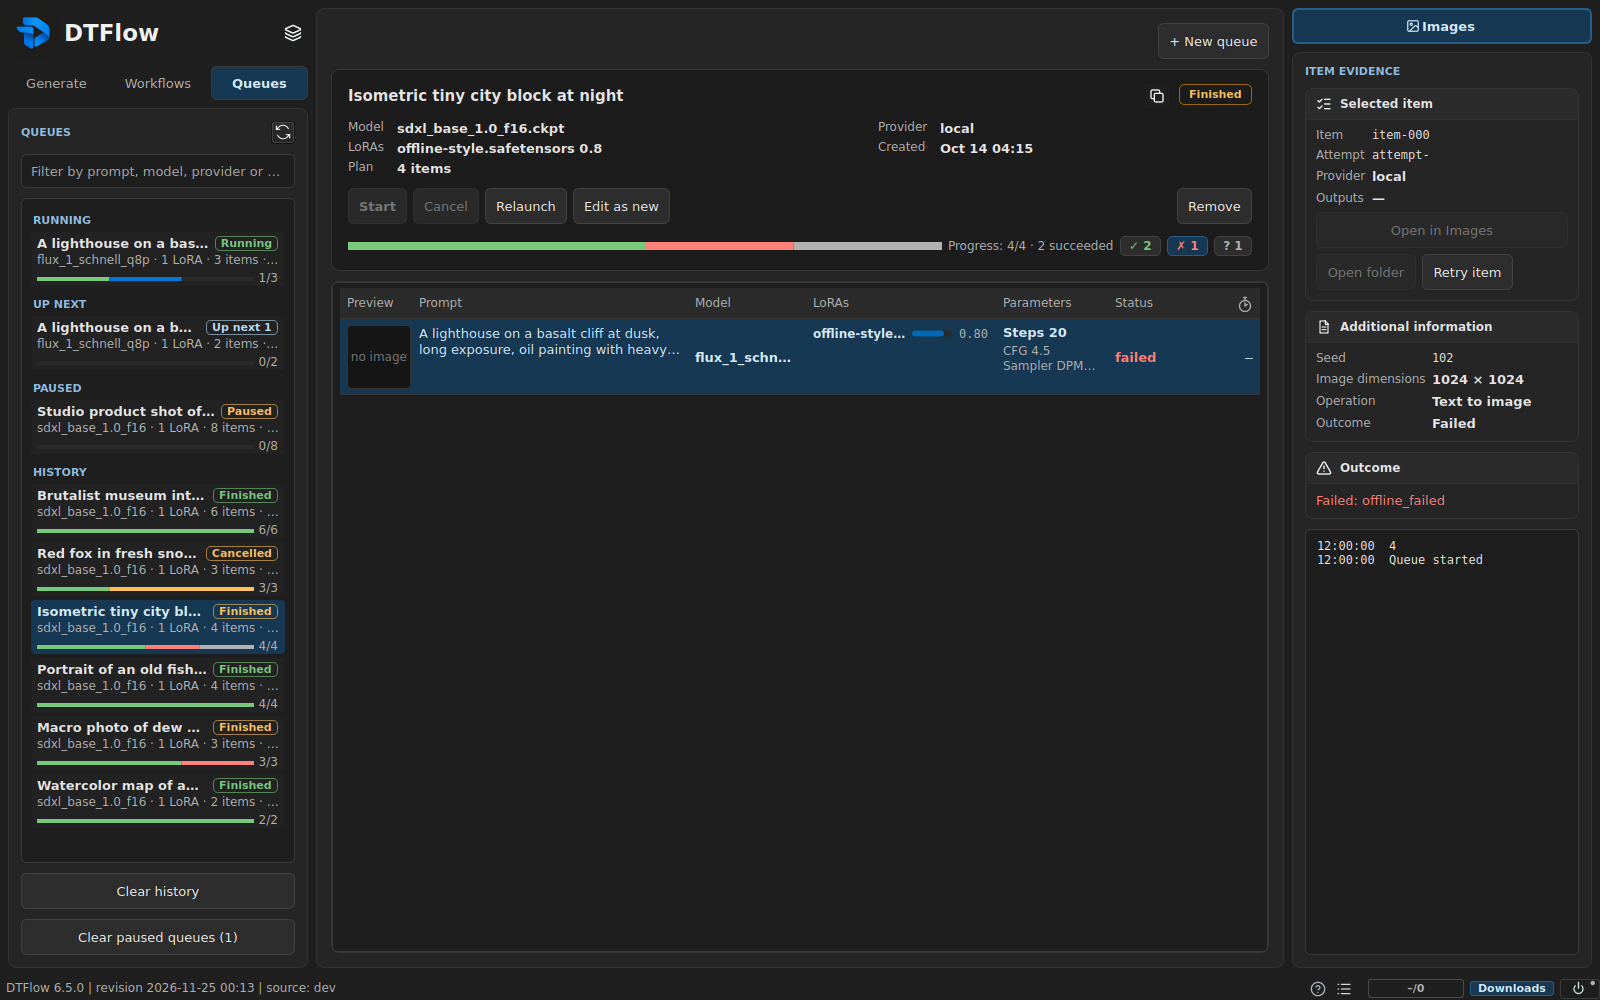 DTFlow
Generate
Workflows
Queues
QUEUES
Filter by prompt, model, provider or ...
RUNNING
A lighthouse on a bas... Running
flux_1_schnell_q8p · 1 LoRA · 3 items ·...
1/3
UP NEXT
A lighthouse on a b... Up next 1
flux_1_schnell_q8p · 1 LoRA · 2 items · ...
0/2
PAUSED
Studio product shot of... Paused
sdxl_base_1.0_f16 · 1 LoRA · 8 items · ...
0/8
HISTORY
Brutalist museum int... Finished
sdxl_base_1.0_f16 · 1 LoRA · 6 items · ...
6/6
Red fox in fresh sno... Cancelled
sdxl_base_1.0_f16 · 1 LoRA · 3 items · ...
3/3
Isometric tiny city bl... Finished
sdxl_base_1.0_f16 · 1 LoRA · 4 items · ...
4/4
Portrait of an old fish... Finished
sdxl_base_1.0_f16 · 1 LoRA · 4 items · ...
4/4
Macro photo of dew ... Finished
sdxl_base_1.0_f16 · 1 LoRA · 3 items · ...
3/3
Watercolor map of a... Finished
sdxl_base_1.0_f16 · 1 LoRA · 2 items · ...
2/2
Clear history
Clear paused queues (1)
+ New queue
Isometric tiny city block at night
Finished
Model sdxl_base_1.0_f16.ckpt
LoRAs offline-style.safetensors 0.8
Plan 4 items
Provider local
Created Oct 14 04:15
Start
Cancel
Relaunch
Edit as new
Remove
Progress: 4/4 · 2 succeeded ✓ 2 ✗ 1 ? 1
Preview Prompt Model LoRAs Parameters Status
no image
A lighthouse on a basalt cliff at dusk,
long exposure, oil painting with heavy...
flux_1_schn...
offline-style... 0.80
Steps 20
CFG 4.5
Sampler DPM...
failed
–
Images
ITEM EVIDENCE
Selected item
Item item-000
Attempt attempt-
Provider local
Outputs —
Open in Images
Open folder
Retry item
Additional information
Seed 102
Image dimensions 1024 × 1024
Operation Text to image
Outcome Failed
Outcome
Failed: offline_failed
12:00:00 4
12:00:00 Queue started
DTFlow 6.5.0 | revision 2026-11-25 00:13 | source: dev
–/0
Downloads